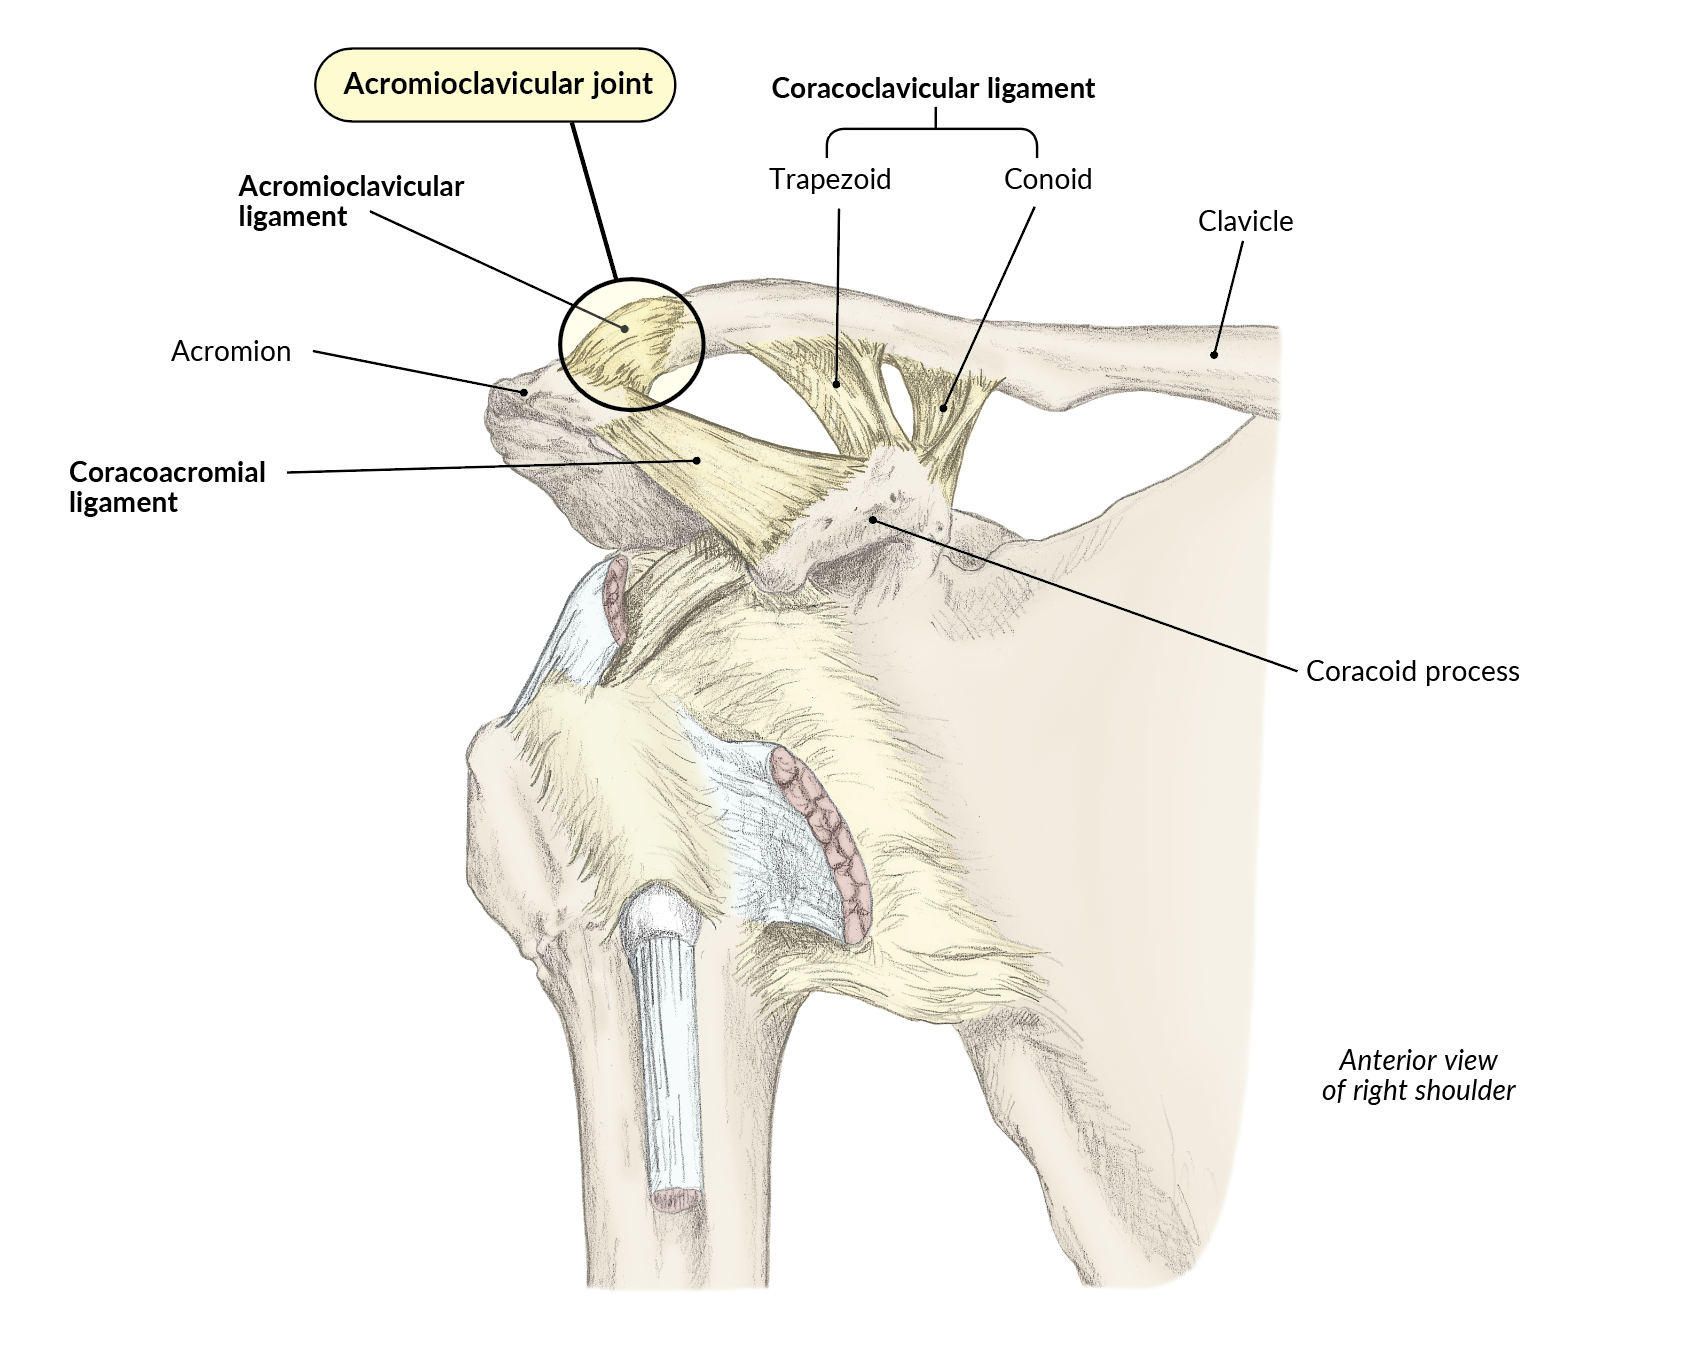 Acromioclavicular joint
Coracoclavicular ligament
Trapezoid
Conoid
Acromioclavicular
ligament
Clavicle
Acromion
Coracoacromial
ligament
Coracoid process
Anterior view
of right shoulder